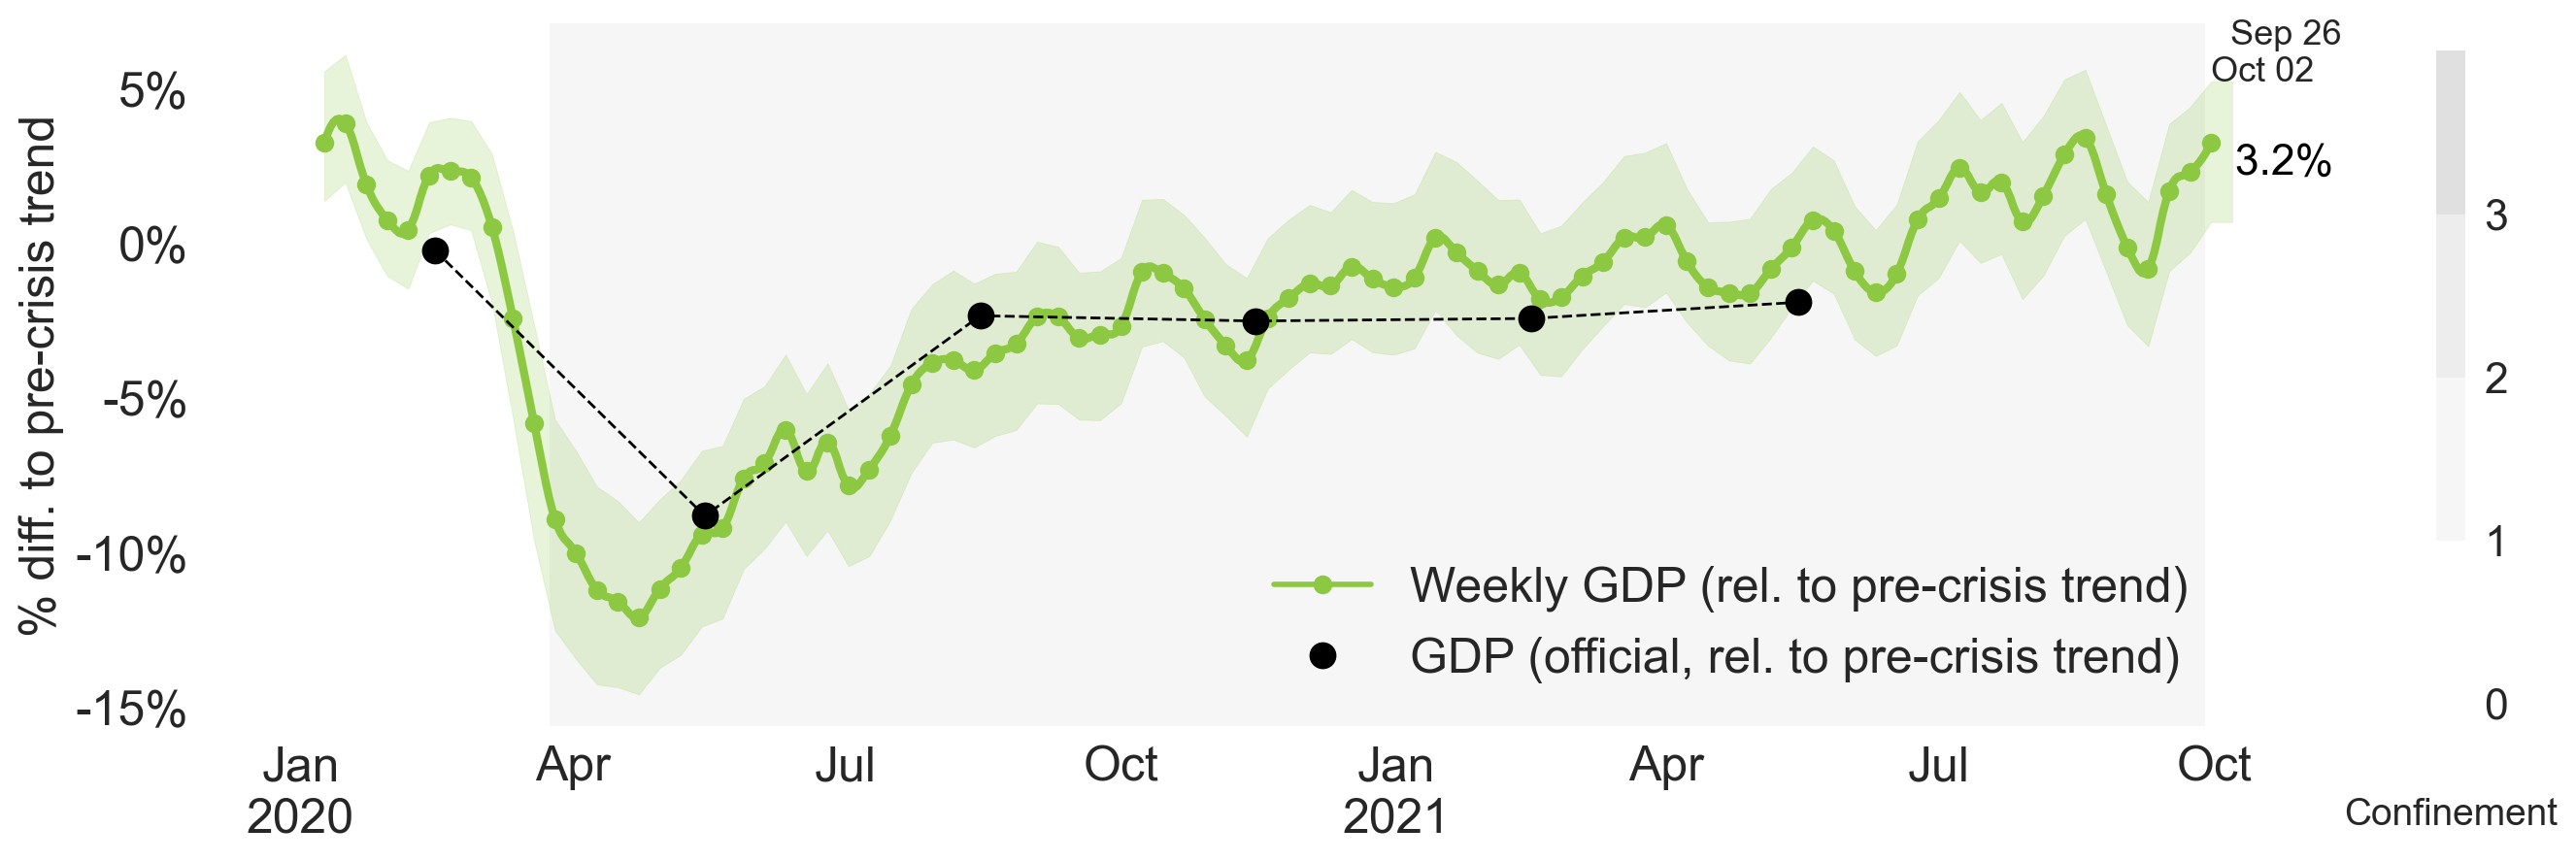 % diff. to pre-crisis trend
5%
0%
-5%
-10%
-15%
Sep 26
Oct 02
3.2%
Weekly GDP (rel. to pre-crisis trend)
GDP (official, rel. to pre-crisis trend)
Jan
2020
Apr
Jul
Oct
Jan
2021
Apr
Jul
Oct
3
2
1
0
Confinement